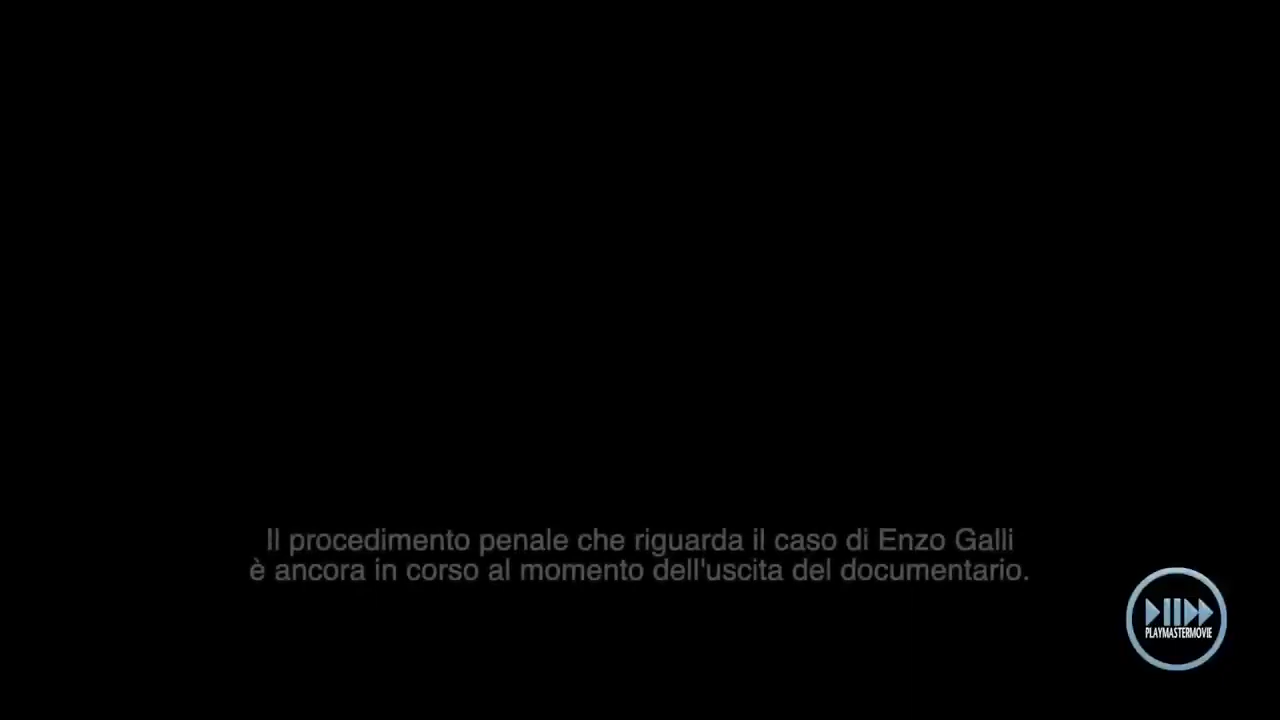 Il procedimento penale che riguarda il caso di Enzo Galli
è ancora in corso al momento dell'uscita del documentario.
PLAYMASTERMOVIE